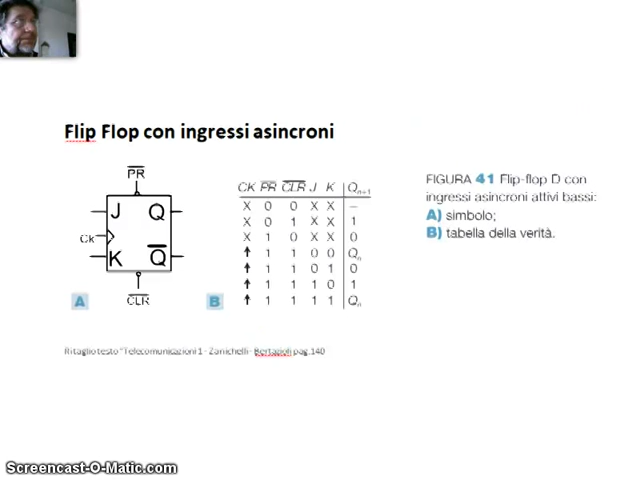 Flip Flop con ingressi asincroni
PR
J Q
Ck
K Q
CLR
A
CK PR CLR J K Qn+1
X 0 0 X X –
X 0 1 X X 1
X 1 0 X X 0
↑ 1 1 0 0 Qn
↑ 1 1 0 1 0
↑ 1 1 1 0 1
↑ 1 1 1 1 Qn
B
FIGURA 41 Flip-flop D con
ingressi asincroni attivi bassi:
A) simbolo;
B) tabella della verità.
Ritaglio testo "Telecomunicazioni 1 - Zanichelli - Bertazioli pag.140
Screencast-O-Matic.com